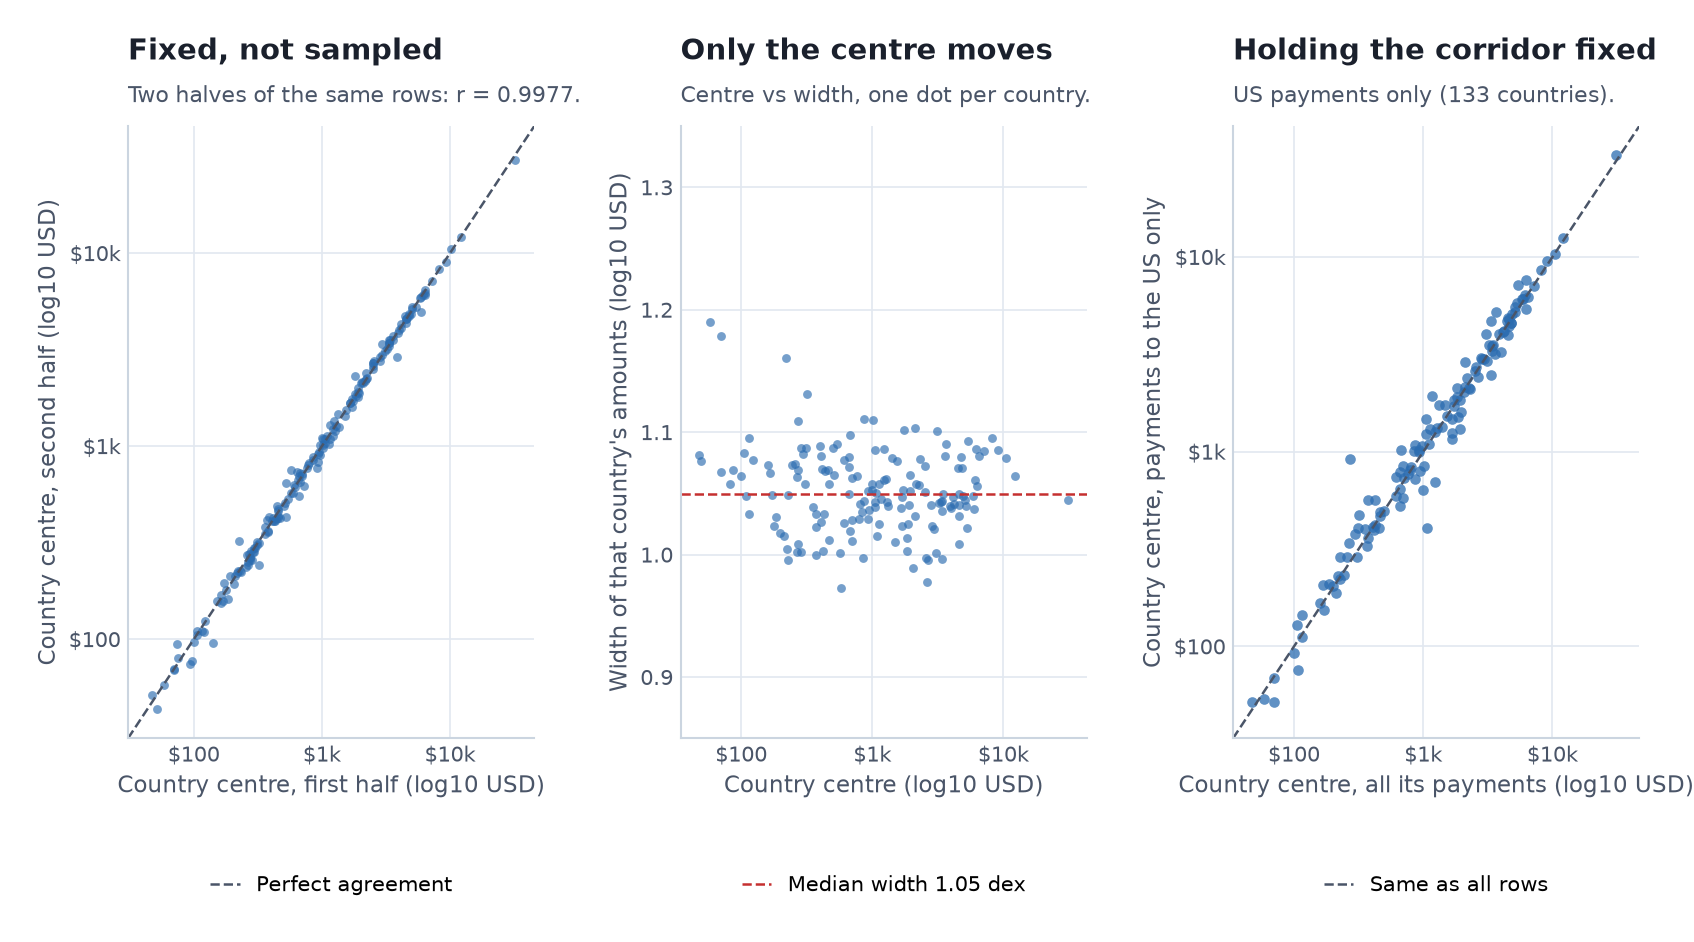 Fixed, not sampled
Two halves of the same rows: r = 0.9977.
Country centre, second half (log10 USD)
$10k
$1k
$100
$100
$1k
$10k
Country centre, first half (log10 USD)
Perfect agreement
Only the centre moves
Centre vs width, one dot per country.
Width of that country's amounts (log10 USD)
1.3
1.2
1.1
1.0
0.9
$100
$1k
$10k
Country centre (log10 USD)
Median width 1.05 dex
Holding the corridor fixed
US payments only (133 countries).
Country centre, payments to the US only
$10k
$1k
$100
$100
$1k
$10k
Country centre, all its payments (log10 USD)
Same as all rows